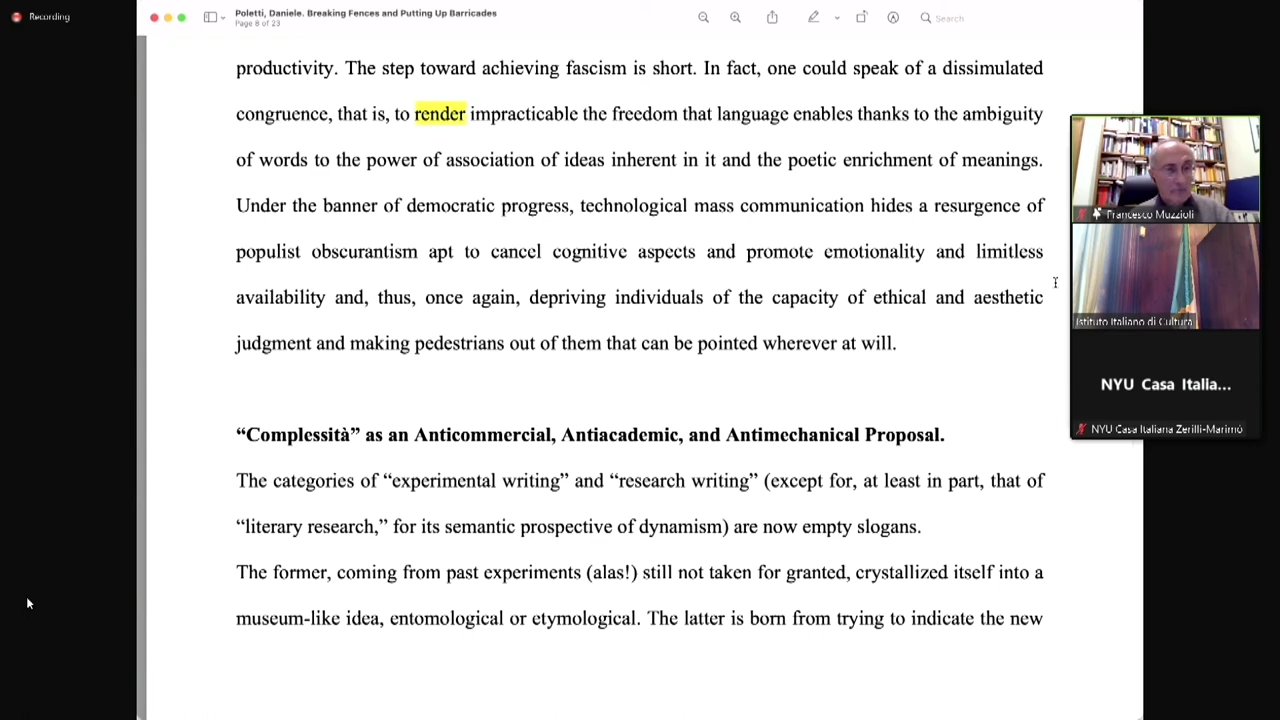 Recording
Poletti, Daniele. Breaking Fences and Putting Up Barricades
Page 8 of 23
Search
productivity. The step toward achieving fascism is short. In fact, one could speak of a dissimulated
congruence, that is, to render impracticable the freedom that language enables thanks to the ambiguity
of words to the power of association of ideas inherent in it and the poetic enrichment of meanings.
Under the banner of democratic progress, technological mass communication hides a resurgence of
populist obscurantism apt to cancel cognitive aspects and promote emotionality and limitless
availability and, thus, once again, depriving individuals of the capacity of ethical and aesthetic
judgment and making pedestrians out of them that can be pointed wherever at will.
“Complessità” as an Anticommercial, Antiacademic, and Antimechanical Proposal.
The categories of “experimental writing” and “research writing” (except for, at least in part, that of
“literary research,” for its semantic prospective of dynamism) are now empty slogans.
The former, coming from past experiments (alas!) still not taken for granted, crystallized itself into a
museum-like idea, entomological or etymological. The latter is born from trying to indicate the new
Francesco Muzzioli
Istituto Italiano di Cultura
NYU Casa Italia...
NYU Casa Italiana Zerilli-Marimò